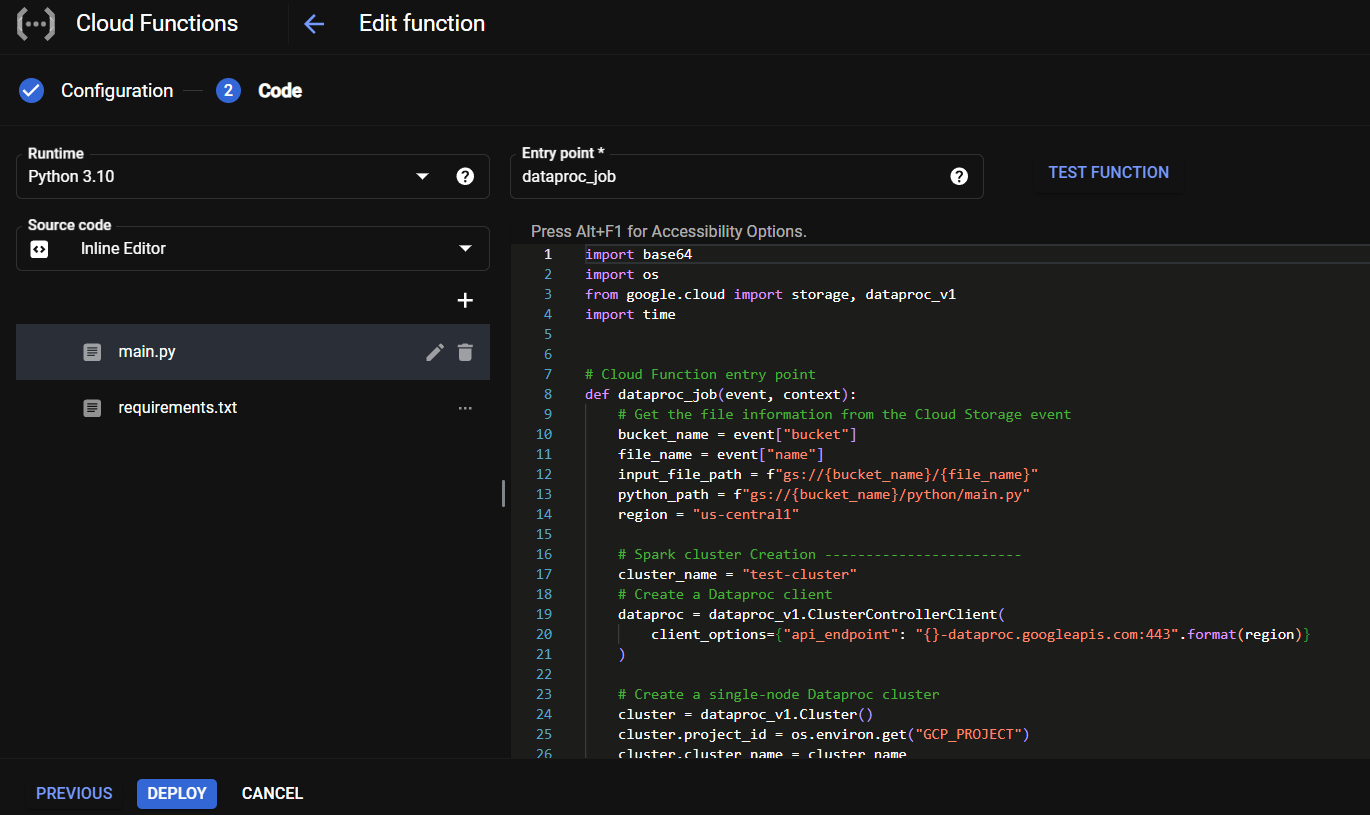 Cloud Functions
Edit function
Configuration
2
Code
Runtime
Python 3.10
Entry point *
dataproc_job
TEST FUNCTION
Source code
Inline Editor
main.py
requirements.txt
Press Alt+F1 for Accessibility Options.
1 import base64
2 import os
3 from google.cloud import storage, dataproc_v1
4 import time
5
6
7 # Cloud Function entry point
8 def dataproc_job(event, context):
9 # Get the file information from the Cloud Storage event
10 bucket_name = event["bucket"]
11 file_name = event["name"]
12 input_file_path = f"gs://{bucket_name}/{file_name}"
13 python_path = f"gs://{bucket_name}/python/main.py"
14 region = "us-central1"
15
16 # Spark cluster Creation ------------------------
17 cluster_name = "test-cluster"
18 # Create a Dataproc client
19 dataproc = dataproc_v1.ClusterControllerClient(
20 client_options={"api_endpoint": "{}-dataproc.googleapis.com:443".format(region)}
21 )
22
23 # Create a single-node Dataproc cluster
24 cluster = dataproc_v1.Cluster()
25 cluster.project_id = os.environ.get("GCP_PROJECT")
26 cluster.cluster_name = cluster_name
PREVIOUS
DEPLOY
CANCEL